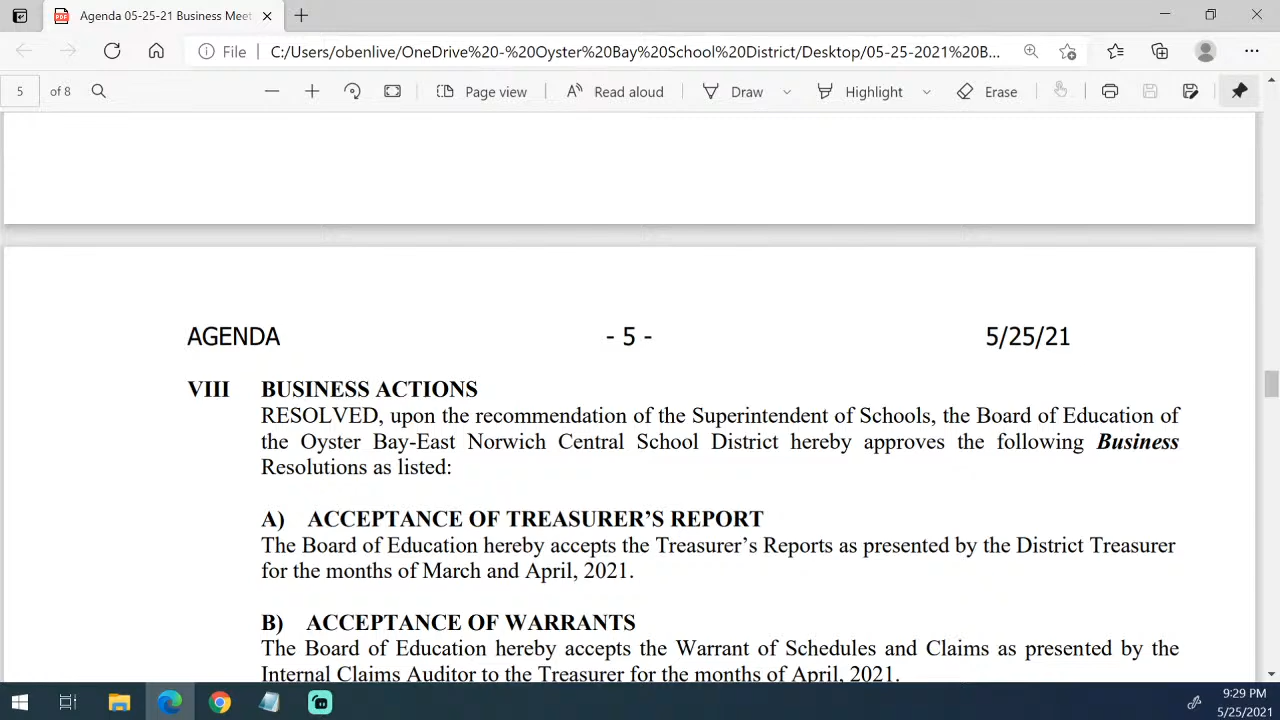 Agenda 05-25-21 Business Meet
File
C:/Users/obenlive/OneDrive%20-%20Oyster%20Bay%20School%20District/Desktop/05-25-2021%20B...
5 of 8
Page view
Read aloud
Draw
Highlight
Erase
AGENDA - 5 - 5/25/21
VIII BUSINESS ACTIONS
RESOLVED, upon the recommendation of the Superintendent of Schools, the Board of Education of
the Oyster Bay-East Norwich Central School District hereby approves the following Business
Resolutions as listed:
A) ACCEPTANCE OF TREASURER'S REPORT
The Board of Education hereby accepts the Treasurer's Reports as presented by the District Treasurer
for the months of March and April, 2021.
B) ACCEPTANCE OF WARRANTS
The Board of Education hereby accepts the Warrant of Schedules and Claims as presented by the
Internal Claims Auditor to the Treasurer for the months of April, 2021.
9:29 PM
5/25/2021